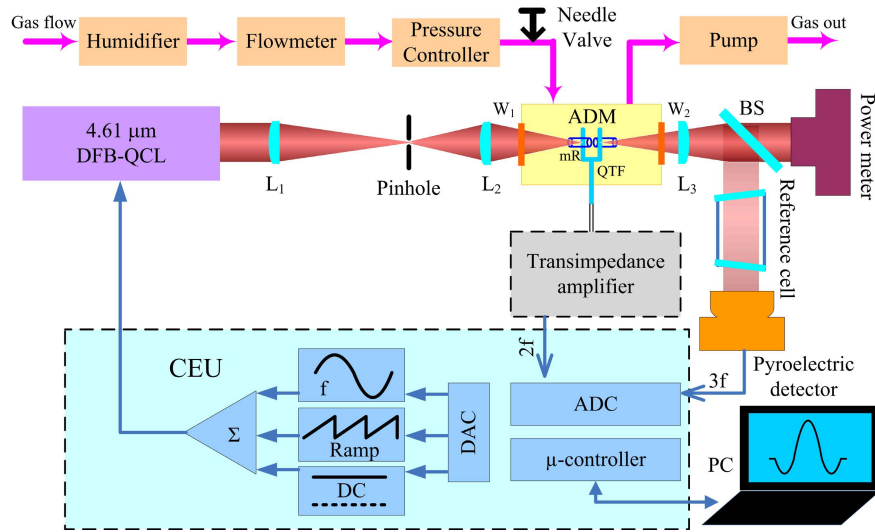 Gas flow
Humidifier
Flowmeter
Pressure
Controller
Needle
Valve
Pump
Gas out
4.61 µm
DFB-QCL
L1
Pinhole
L2
W1
ADM
mR
QTF
W2
L3
BS
Power meter
Reference cell
Transimpedance
amplifier
2f
3f
Pyroelectric
detector
CEU
f
Σ
Ramp
DC
DAC
ADC
µ-controller
PC